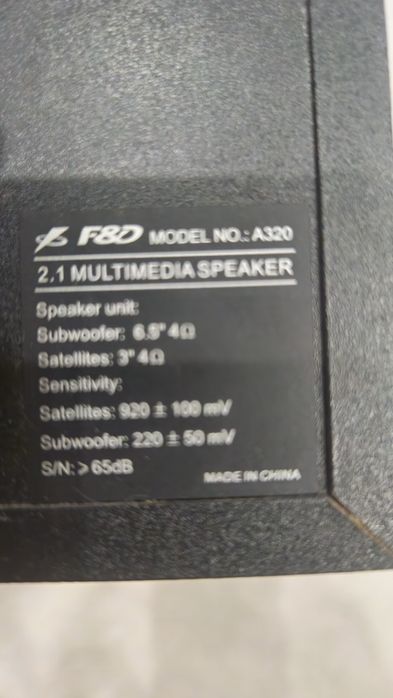 F&D MODEL NO.: A320
2.1 MULTIMEDIA SPEAKER
Speaker unit:
Subwoofer: 6.5" 4Ω
Satellites: 3" 4Ω
Sensitivity:
Satellites: 920 ± 100 mV
Subwoofer: 220 ± 50 mV
S/N: ≥65dB
MADE IN CHINA